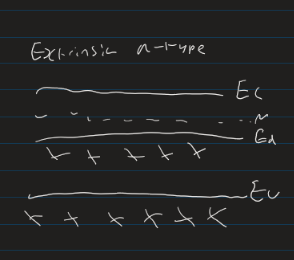 Extrinsic n-type
Ec
Ed
+ + + + +
Ev
+ + + + + +